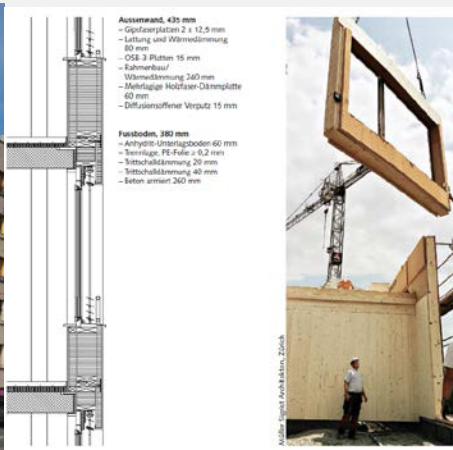 Aussenwand, 435 mm
– Gipsfaserplatten 2 x 12,5 mm
– Lattung und Wärmedämmung
80 mm
– OSB-3-Platten 15 mm
– Rahmenbau/
Wärmedämmung 240 mm
– Mehrlagige Holzfaser-Dämmplatte
60 mm
– Diffusionsoffener Verputz 15 mm
Fussboden, 380 mm
– Anhydrit-Unterlagsboden 60 mm
– Trennlage, PE-Folie ≥ 0,2 mm
– Trittschalldämmung 20 mm
– Trittschalldämmung 40 mm
– Beton armiert 260 mm
Müller Sigrist Architekten, Zürich